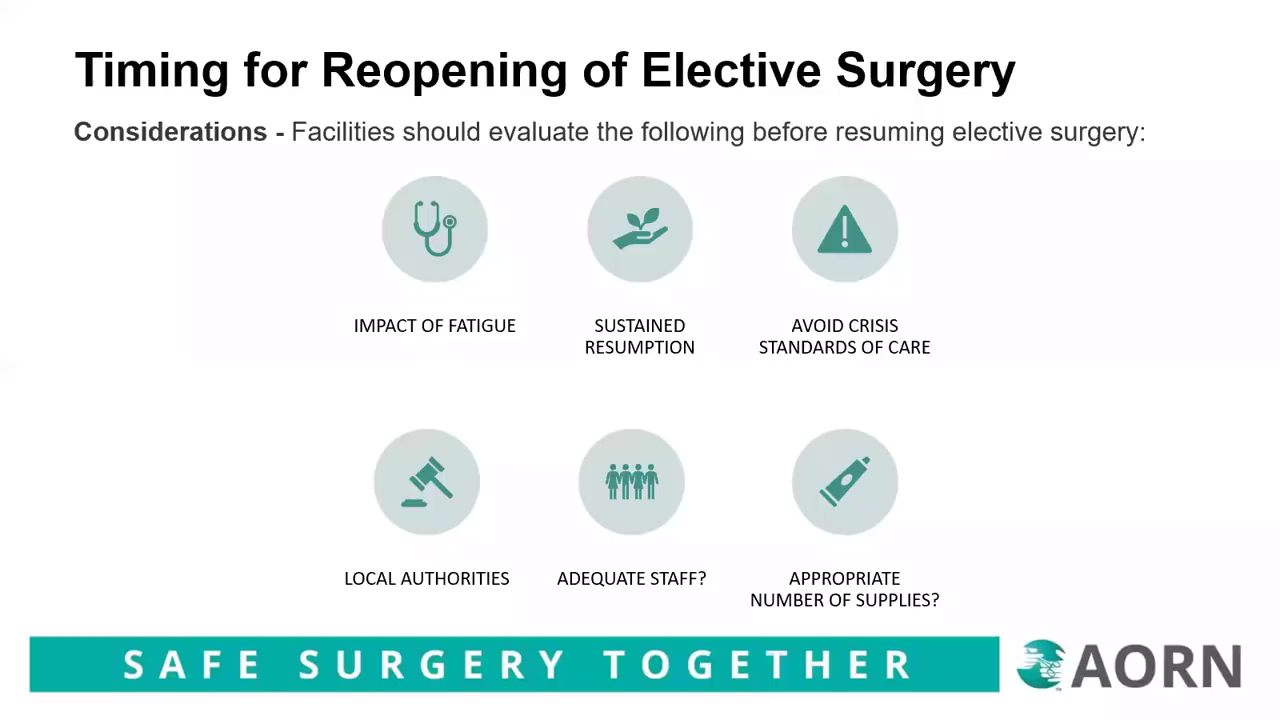 Timing for Reopening of Elective Surgery
Considerations - Facilities should evaluate the following before resuming elective surgery:
IMPACT OF FATIGUE
SUSTAINED
RESUMPTION
AVOID CRISIS
STANDARDS OF CARE
LOCAL AUTHORITIES
ADEQUATE STAFF?
APPROPRIATE
NUMBER OF SUPPLIES?
SAFE SURGERY TOGETHER
AORN